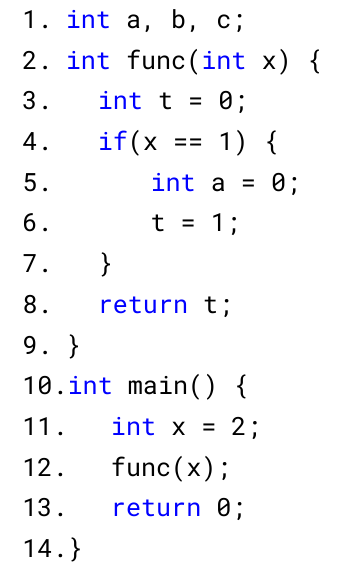 1. int a, b, c;
2. int func(int x) {
3.   int t = 0;
4.   if(x == 1) {
5.      int a = 0;
6.      t = 1;
7.   }
8.   return t;
9. }
10.int main() {
11.   int x = 2;
12.   func(x);
13.   return 0;
14.}